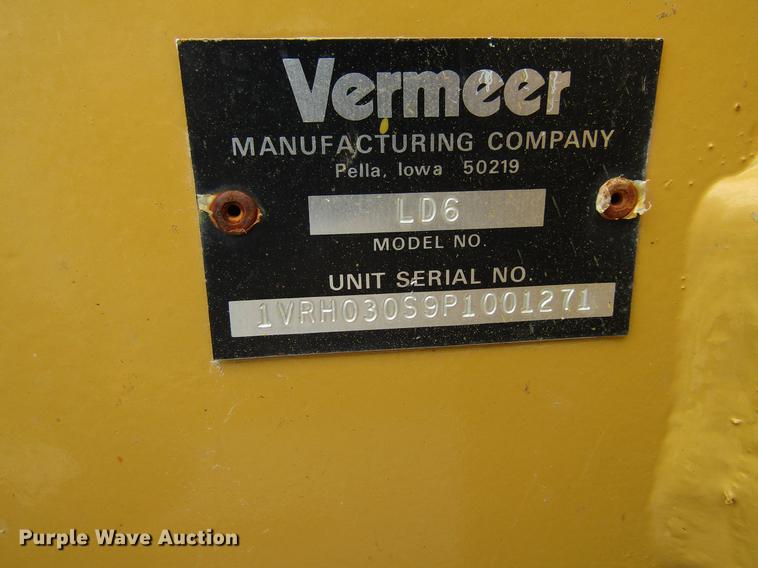 Vermeer
MANUFACTURING COMPANY
Pella, Iowa 50219
LD6
MODEL NO.
UNIT SERIAL NO.
1VRH030S9P1001271
Purple Wave Auction